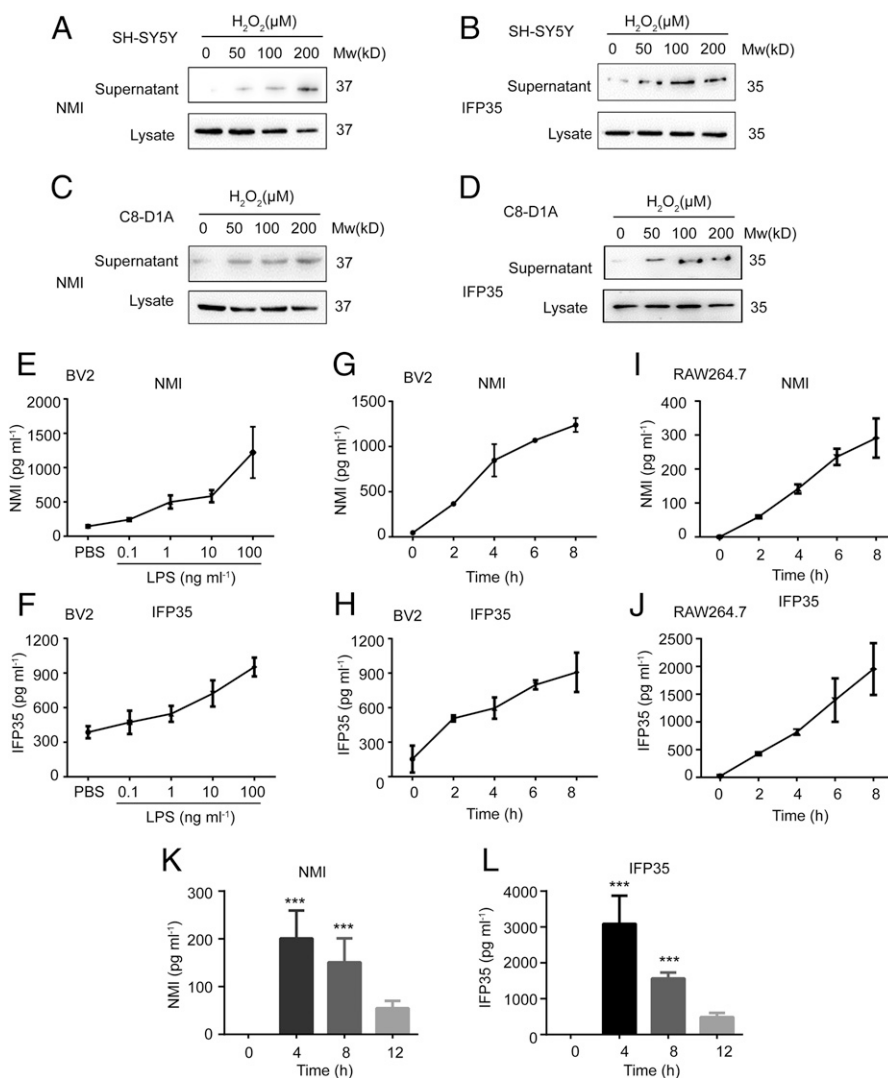 A
SH-SY5Y
H₂O₂(µM)
0 50 100 200 Mw(kD)
Supernatant 37
NMI
Lysate 37
B
SH-SY5Y
H₂O₂(µM)
0 50 100 200 Mw(kD)
Supernatant 35
IFP35
Lysate 35
C
C8-D1A
H₂O₂(µM)
0 50 100 200 Mw(kD)
Supernatant 37
NMI
Lysate 37
D
C8-D1A
H₂O₂(µM)
0 50 100 200 Mw(kD)
Supernatant 35
IFP35
Lysate 35
E
BV2 NMI
NMI (pg ml⁻¹)
2000
1500
1000
500
0
PBS 0.1 1 10 100
LPS (ng ml⁻¹)
G
BV2 NMI
NMI (pg ml⁻¹)
1500
1000
500
0
0 2 4 6 8
Time (h)
I
RAW264.7 NMI
NMI (pg ml⁻¹)
400
300
200
100
0
0 2 4 6 8
Time (h)
F
BV2 IFP35
IFP35 (pg ml⁻¹)
1200
900
600
300
0
PBS 0.1 1 10 100
LPS (ng ml⁻¹)
H
BV2 IFP35
IFP35 (pg ml⁻¹)
1200
900
600
300
0
0 2 4 6 8
Time (h)
J
RAW264.7 IFP35
IFP35 (pg ml⁻¹)
2500
2000
1500
1000
500
0
0 2 4 6 8
Time (h)
K
NMI
NMI (pg ml⁻¹)
300
200
100
0
*** ***
0 4 8 12
Time (h)
L
IFP35
IFP35 (pg ml⁻¹)
4000
3000
2000
1000
0
*** ***
0 4 8 12
Time (h)